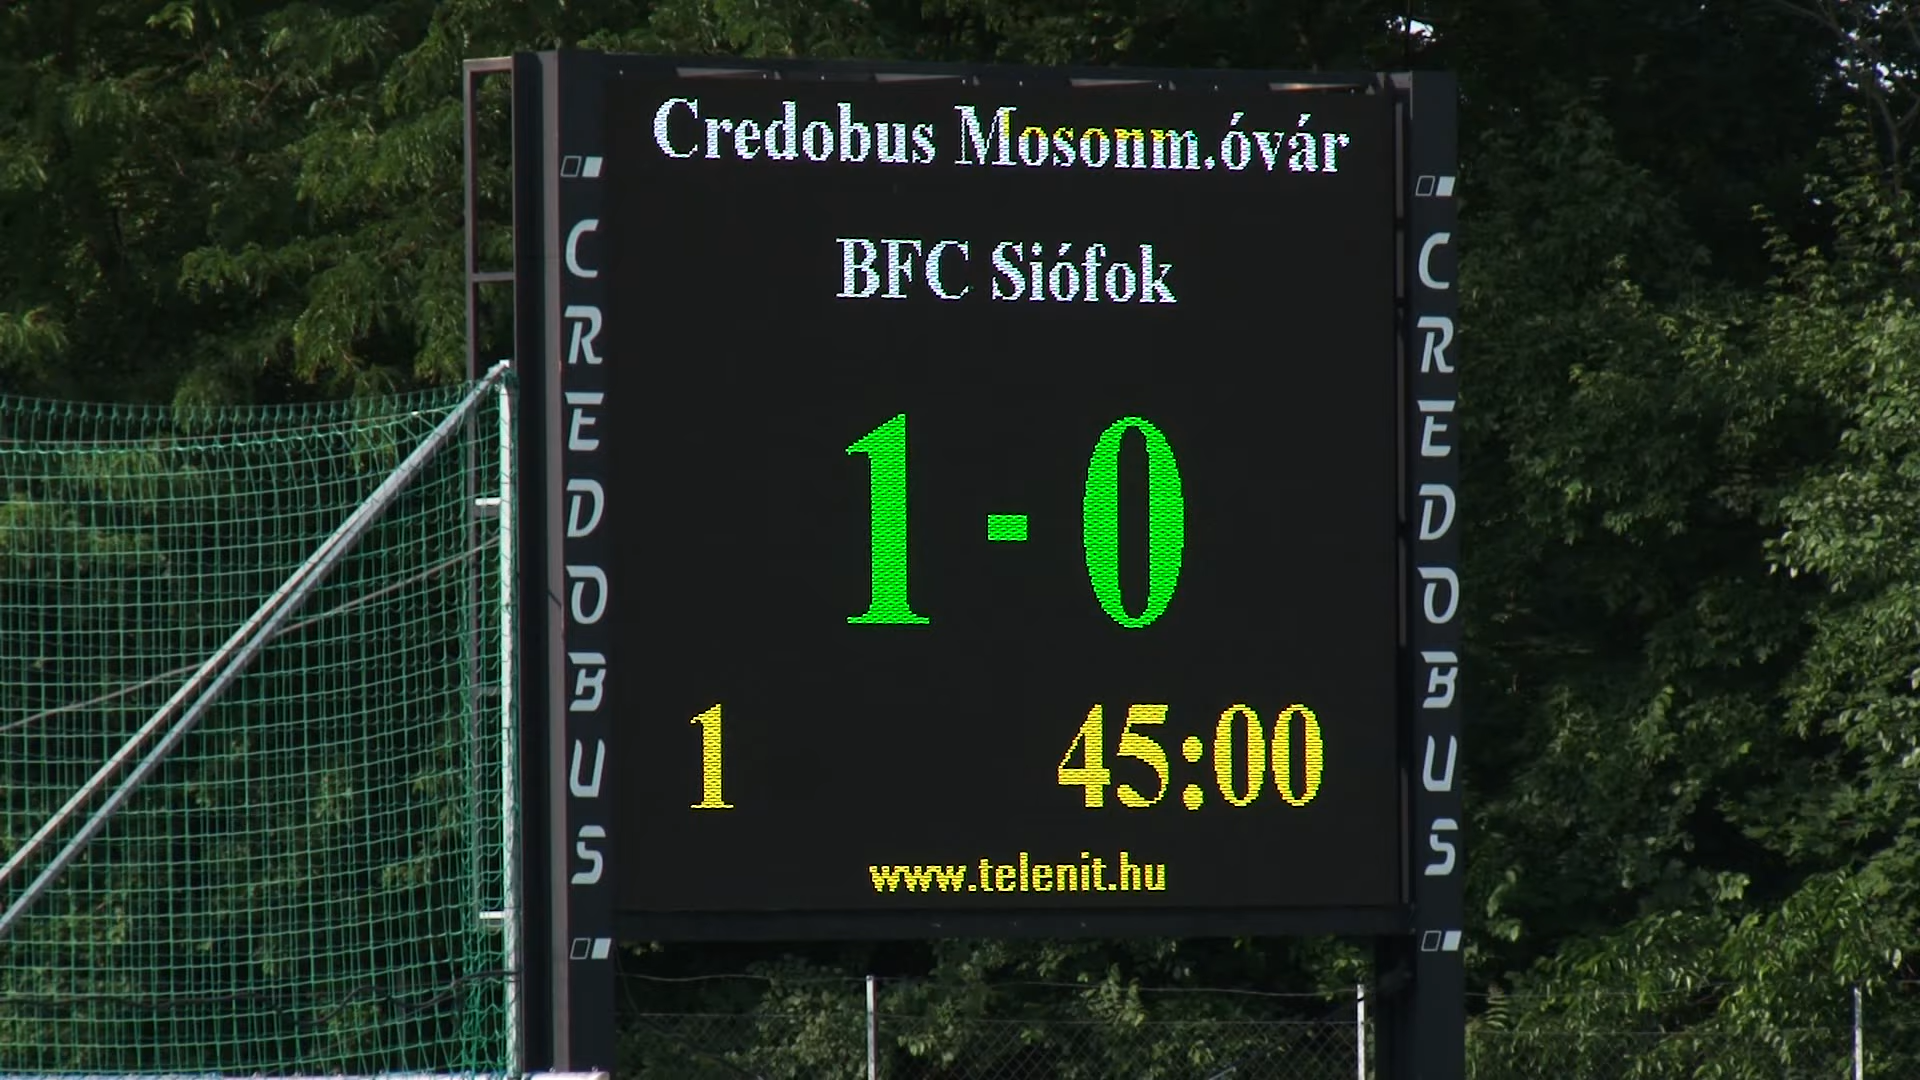 Credobus Mosonm.óvár
BFC Siófok
1 - 0
1 45:00
www.telenit.hu
CREDOBUS
CREDOBUS